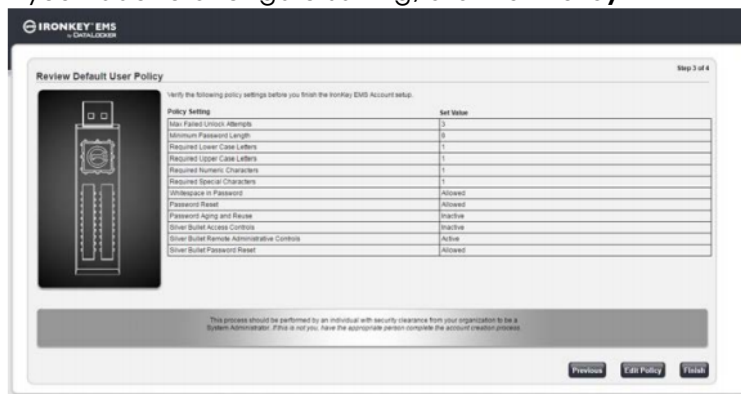 IRONKEY EMS
by DATALOCKER
Step 3 of 4
Review Default User Policy
Verify the following policy settings before you finish the IronKey EMS Account setup.
Policy Setting Set Value
Max Failed Unlock Attempts 3
Minimum Password Length 8
Required Lower Case Letters 1
Required Upper Case Letters 1
Required Numeric Characters 1
Required Special Characters 1
Whitespace in Password Allowed
Password Reset Allowed
Password Aging and Reuse Inactive
Silver Bullet Access Controls Inactive
Silver Bullet Remote Administrative Controls Active
Silver Bullet Password Reset Allowed
This process should be performed by an individual with security clearance from your organization to be a
System Administrator. If this is not you, have the appropriate person complete the account creation process.
Previous Edit Policy Finish